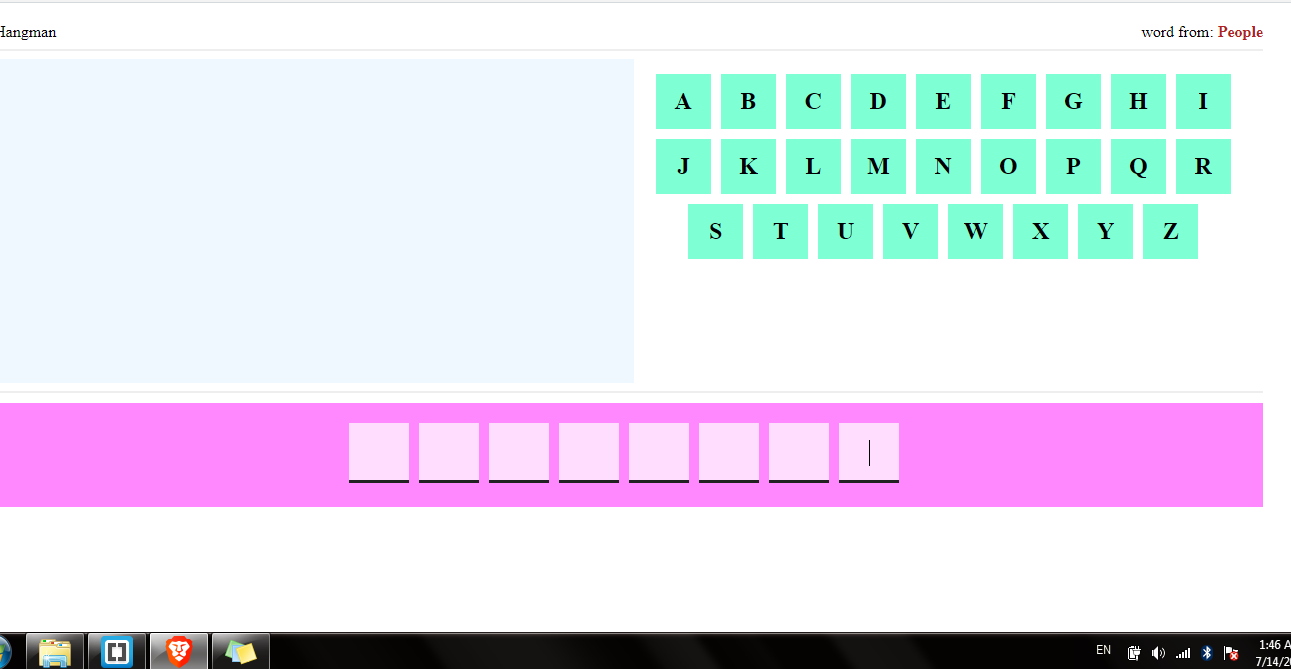 Hangman
word from: People
A B C D E F G H I
J K L M N O P Q R
S T U V W X Y Z
EN
1:46 A
7/14/2